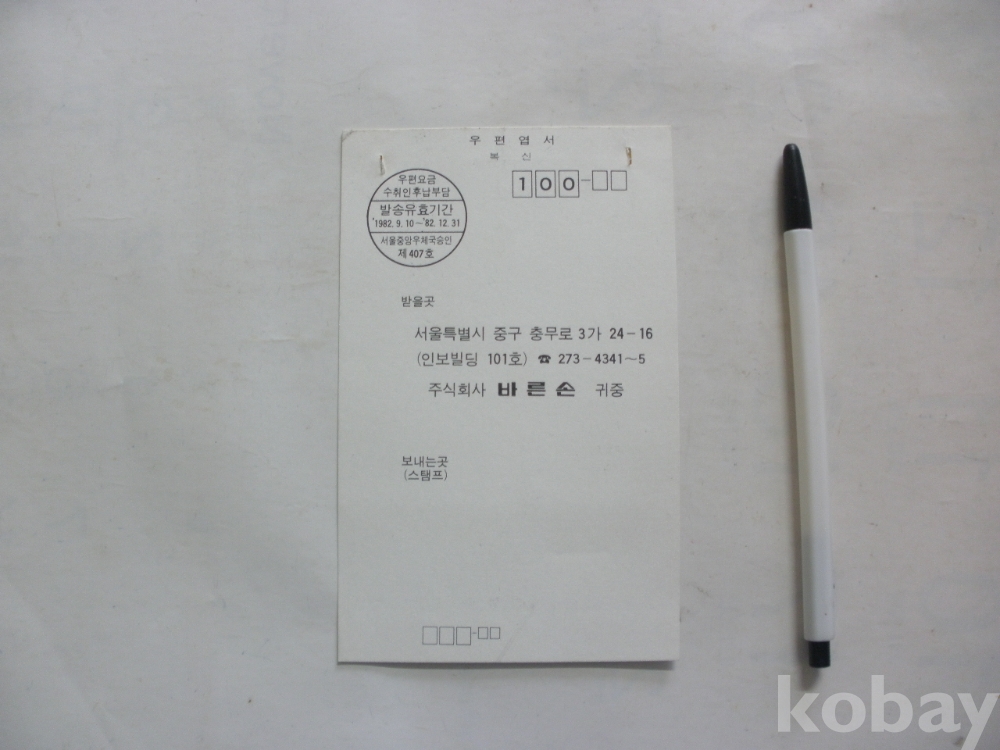 우 편 엽 서
복 신
100-
우편요금
수취인후납부담
발송유효기간
'1982. 9. 10-'82. 12. 31
서울중앙우체국승인
제407호
받을곳
서울특별시 중구 충무로 3가 24-16
(인보빌딩 101호) ☎ 273-4341~5
주식회사 바른손 귀중
보내는곳
(스탬프)
kobay